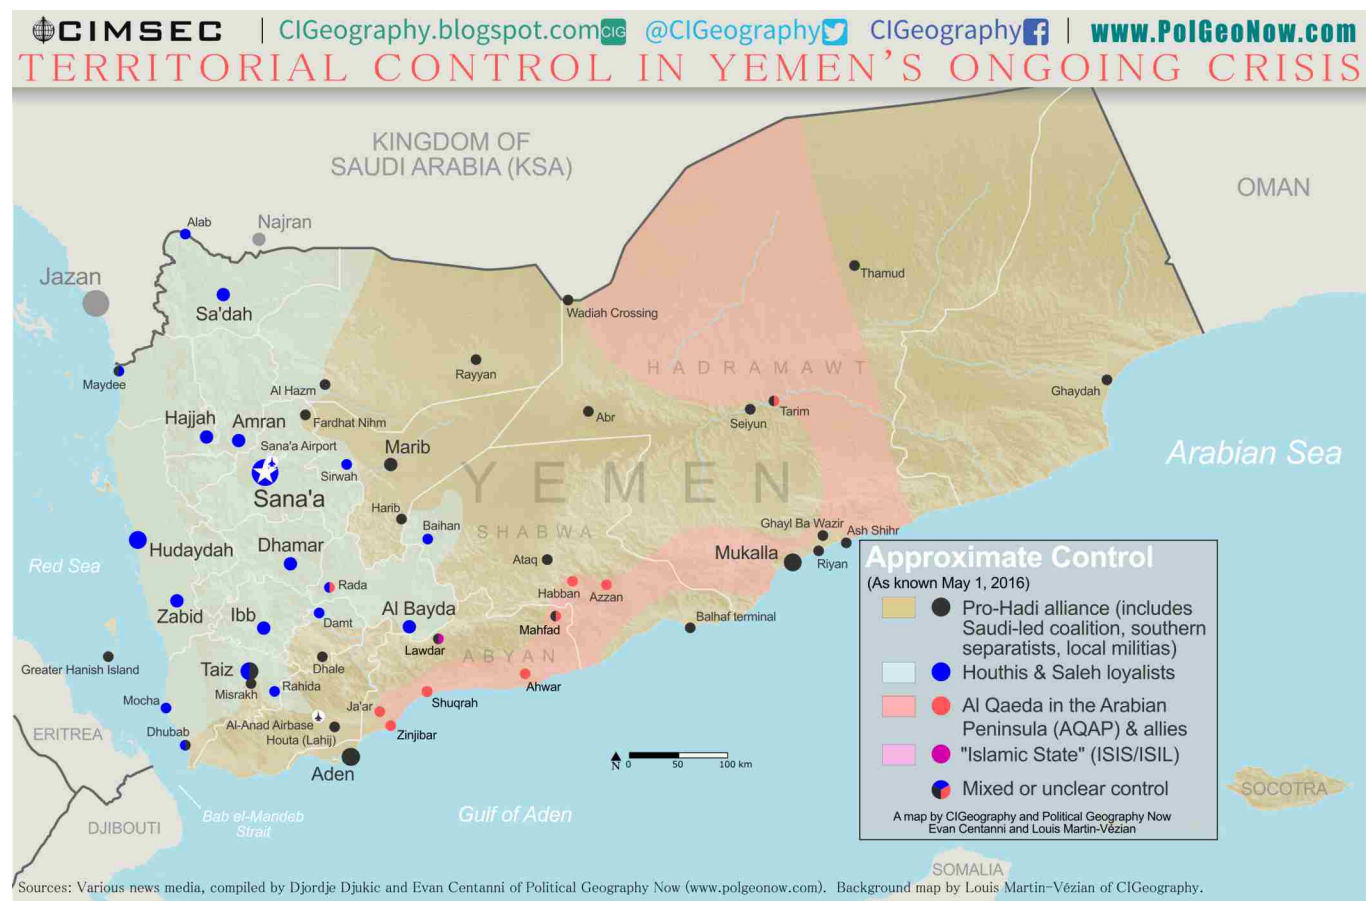 CIMSEC | CIGeography.blogspot.com CIG @CIGeography CIGeography | www.PolGeoNow.com
TERRITORIAL CONTROL IN YEMEN'S ONGOING CRISIS
KINGDOM OF
SAUDI ARABIA (KSA)
OMAN
Alab
Najran
Jazan
Thamud
Sa'dah
Wadiah Crossing
Maydee
Rayyan
HADRAMAWT
Al Hazm
Ghaydah
Hajjah
Amran
Fardhat Nihm
Abr
Seiyun
Tarim
Sana'a Airport
Marib
Arabian Sea
Sirwah
YEMEN
Sana'a
Harib
Baihan
SHABWA
Ghayl Ba Wazir
Ash Shihr
Hudaydah
Dhamar
Mukalla
Riyan
Red Sea
Ataq
Rada
Habban
Azzan
Zabid
Ibb
Damt
Al Bayda
Balhaf terminal
Mahfad
Lawdar
ABYAN
Greater Hanish Island
Taiz
Dhale
Misrakh
Rahida
Ahwar
Mocha
Ja'ar
Shuqrah
Al-Anad Airbase
Houta (Lahij)
Zinjibar
ERITREA
Dhubab
Aden
N 0 50 100 km
Bab el-Mandeb
Strait
Gulf of Aden
DJIBOUTI
SOCOTRA
SOMALIA
Approximate Control
(As known May 1, 2016)
Pro-Hadi alliance (includes
Saudi-led coalition, southern
separatists, local militias)
Houthis & Saleh loyalists
Al Qaeda in the Arabian
Peninsula (AQAP) & allies
"Islamic State" (ISIS/ISIL)
Mixed or unclear control
A map by CIGeography and Political Geography Now
Evan Centanni and Louis Martin-Vézian
Sources: Various news media, compiled by Djordje Djukic and Evan Centanni of Political Geography Now (www.polgeonow.com). Background map by Louis Martin-Vézian of CIGeography.